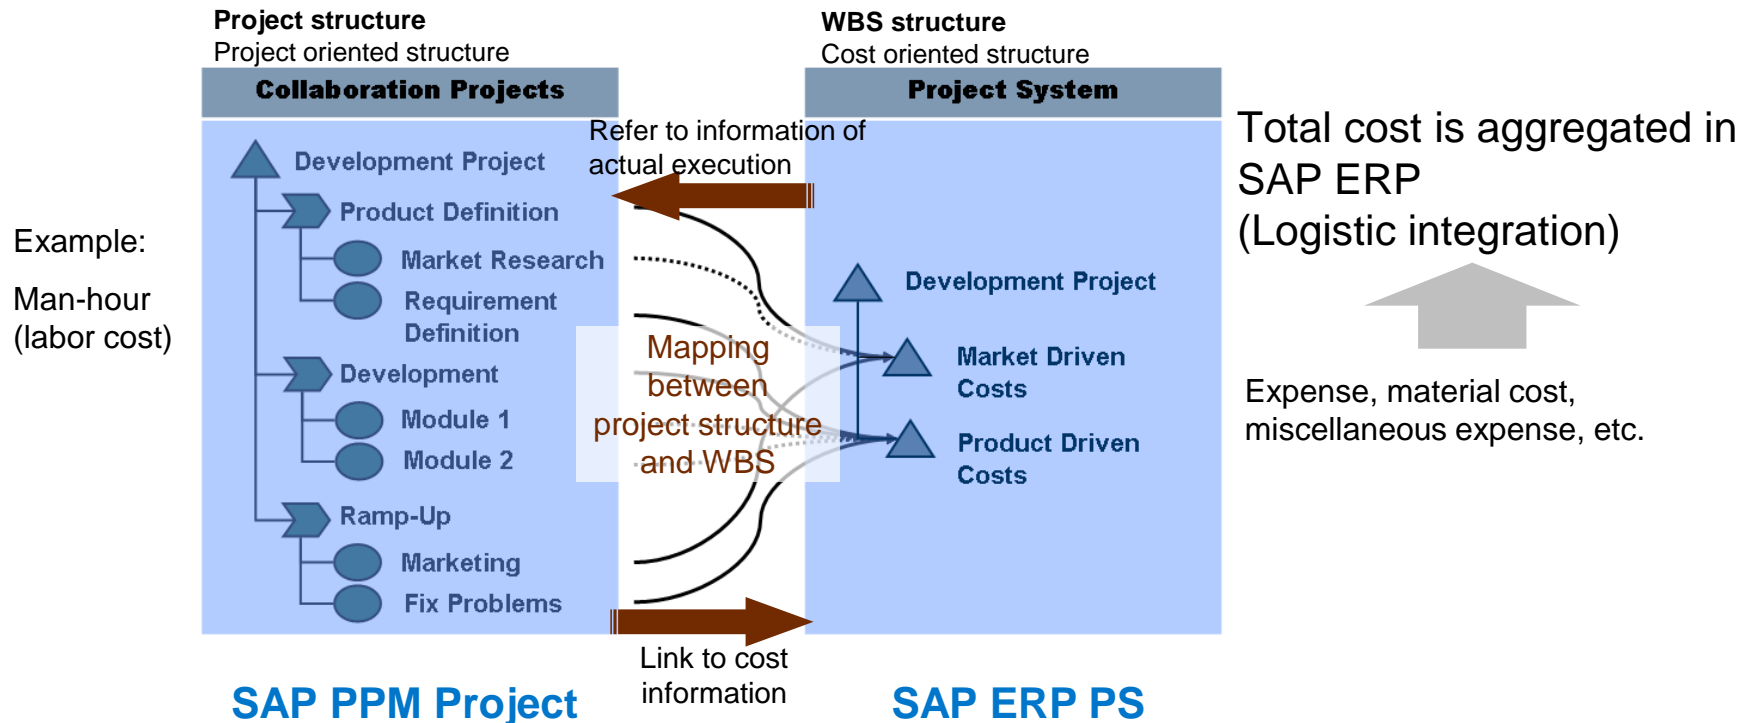 Project structure
Project oriented structure
WBS structure
Cost oriented structure
Collaboration Projects
Project System
Refer to information of
actual execution
Development Project
Product Definition
Market Research
Requirement
Definition
Development
Module 1
Module 2
Ramp-Up
Marketing
Fix Problems
Example:
Man-hour
(labor cost)
Mapping
between
project structure
and WBS
Development Project
Market Driven
Costs
Product Driven
Costs
Total cost is aggregated in
SAP ERP
(Logistic integration)
Expense, material cost,
miscellaneous expense, etc.
Link to cost
information
SAP PPM Project
SAP ERP PS